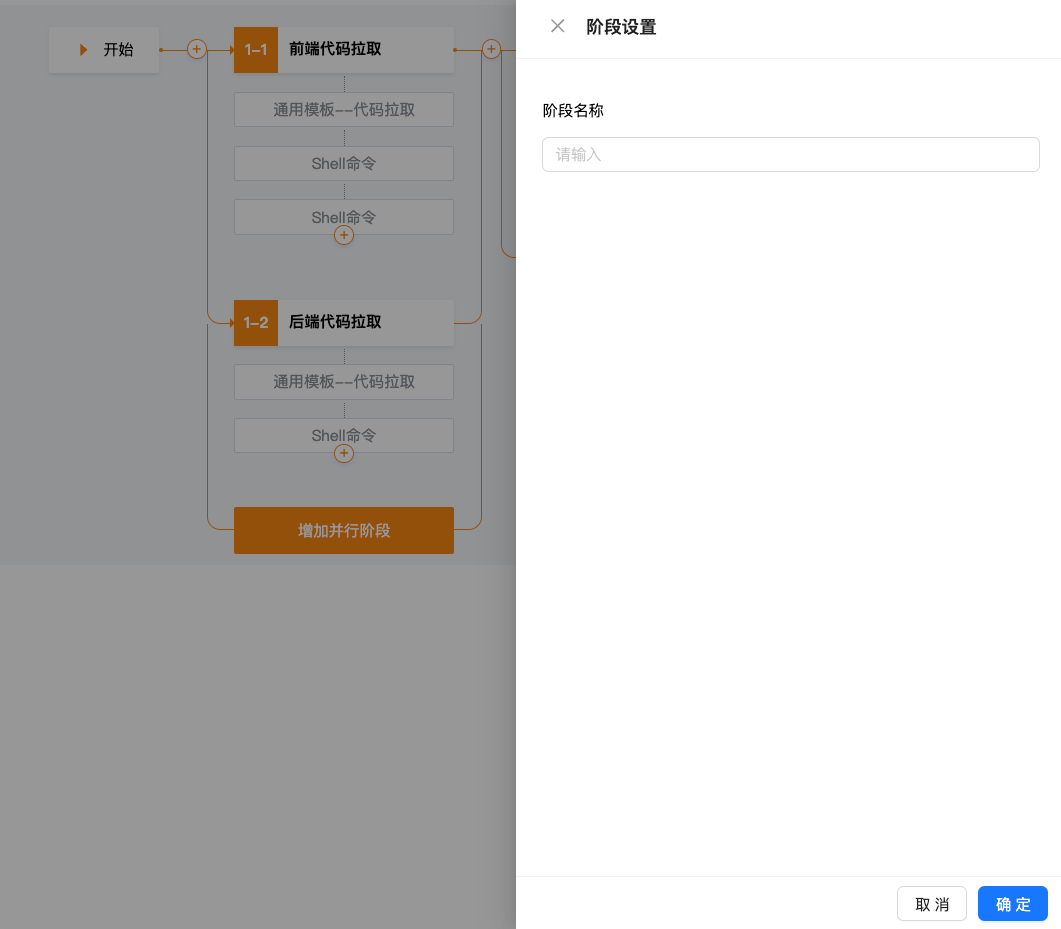 开始
1-1 前端代码拉取
通用模板--代码拉取
Shell命令
Shell命令
1-2 后端代码拉取
通用模板--代码拉取
Shell命令
增加并行阶段
阶段设置
阶段名称
请输入
取 消
确 定